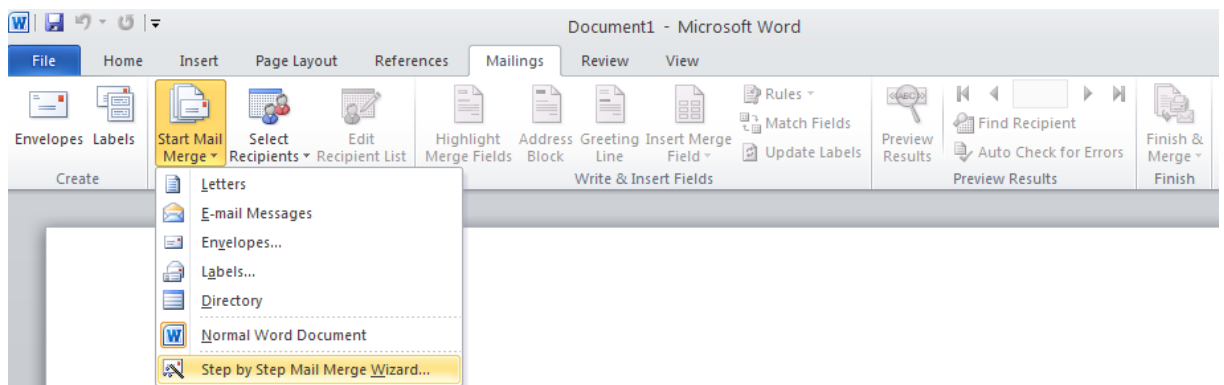 Document1 - Microsoft Word
File Home Insert Page Layout References Mailings Review View
Envelopes
Labels
Start Mail
Merge
Select
Recipients
Edit
Recipient List
Highlight
Merge Fields
Address
Block
Greeting
Line
Insert Merge
Field
Rules
Match Fields
Update Labels
«ABC»
Preview
Results
Find Recipient
Auto Check for Errors
Finish &
Merge
Create
Write & Insert Fields
Preview Results
Finish
Letters
E-mail Messages
Envelopes...
Labels...
Directory
Normal Word Document
Step by Step Mail Merge Wizard...